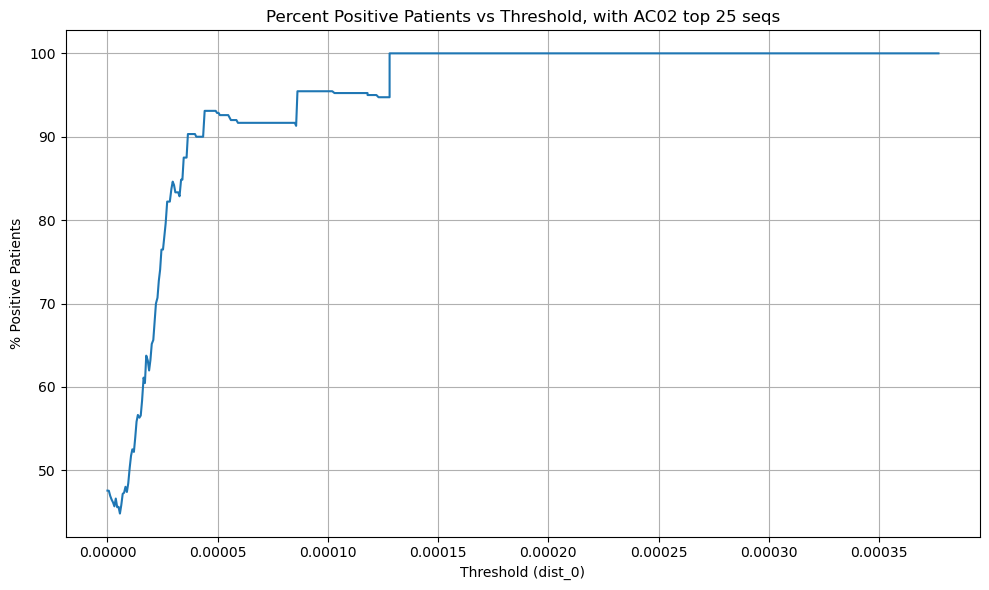 Percent Positive Patients vs Threshold, with AC02 top 25 seqs
% Positive Patients
100
90
80
70
60
50
0.00000 0.00005 0.00010 0.00015 0.00020 0.00025 0.00030 0.00035
Threshold (dist_0)